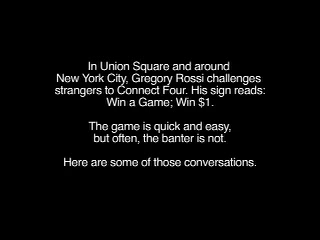 In Union Square and around
New York City, Gregory Rossi challenges
strangers to Connect Four. His sign reads:
Win a Game; Win $1.
The game is quick and easy,
but often, the banter is not.
Here are some of those conversations.